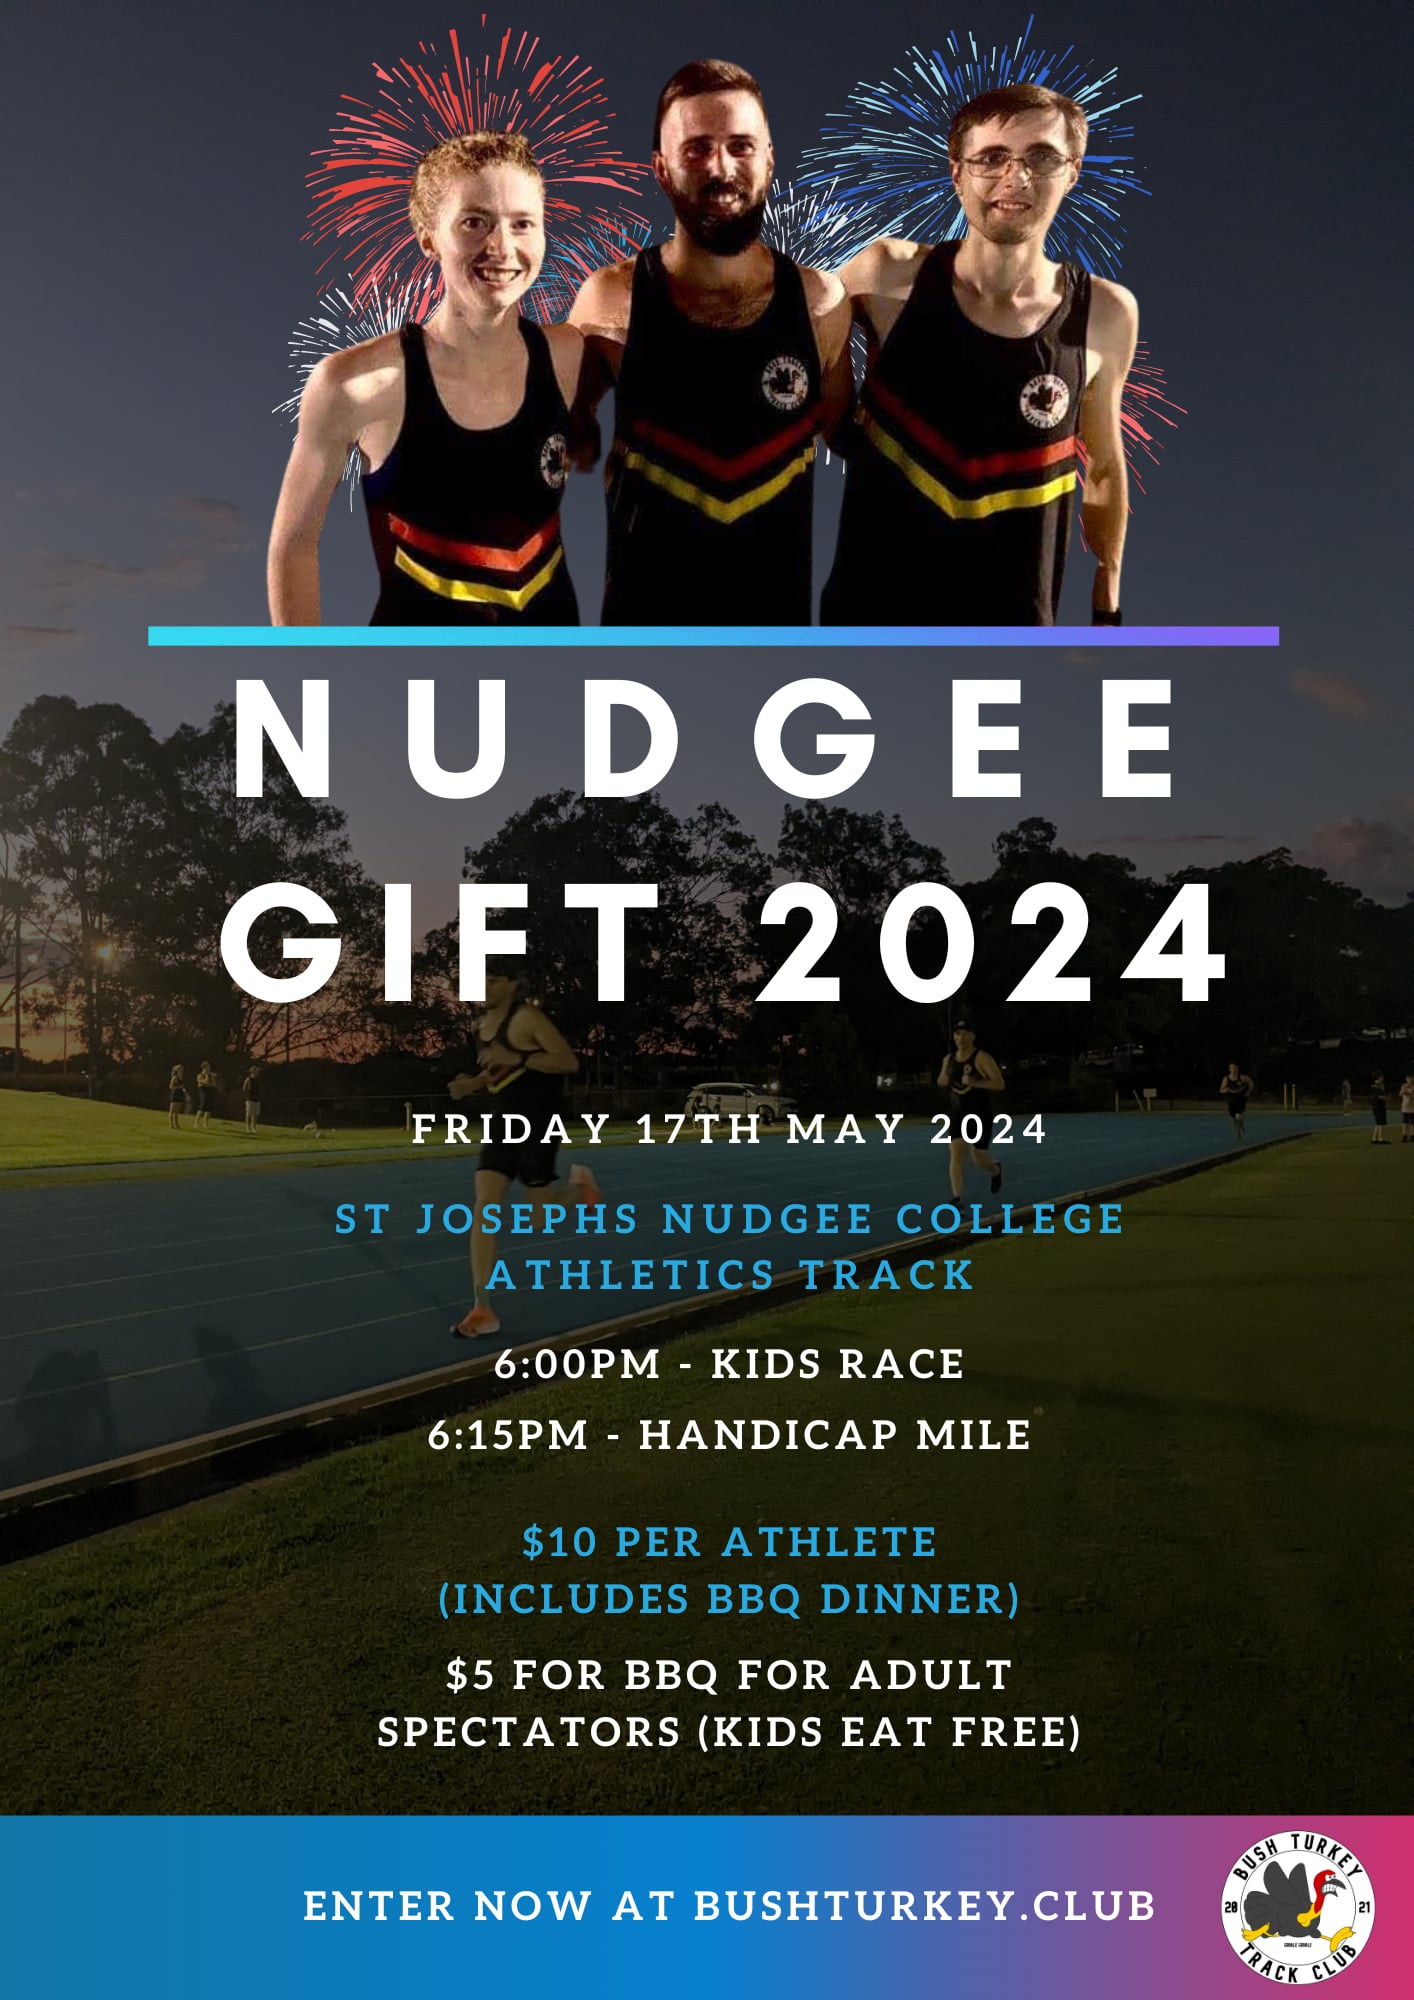 NUDGEE
GIFT 2024
FRIDAY 17TH MAY 2024
ST JOSEPHS NUDGEE COLLEGE
ATHLETICS TRACK
6:00PM - KIDS RACE
6:15PM - HANDICAP MILE
$10 PER ATHLETE
(INCLUDES BBQ DINNER)
$5 FOR BBQ FOR ADULT
SPECTATORS (KIDS EAT FREE)
ENTER NOW AT BUSHTURKEY.CLUB
BUSH TURKEY
20 21
GOBBLE GOBBLE
TRACK CLUB